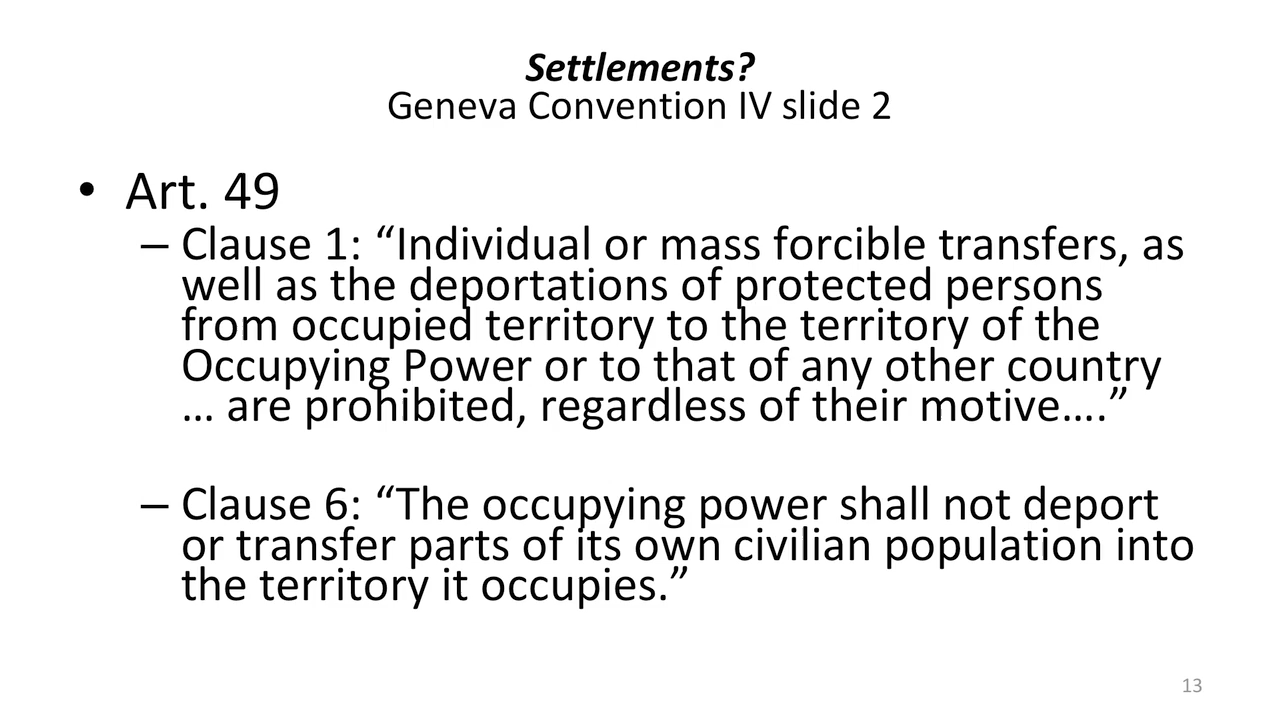 Settlements?
Geneva Convention IV slide 2
• Art. 49
– Clause 1: “Individual or mass forcible transfers, as
well as the deportations of protected persons
from occupied territory to the territory of the
Occupying Power or to that of any other country
… are prohibited, regardless of their motive….”
– Clause 6: “The occupying power shall not deport
or transfer parts of its own civilian population into
the territory it occupies.”
13